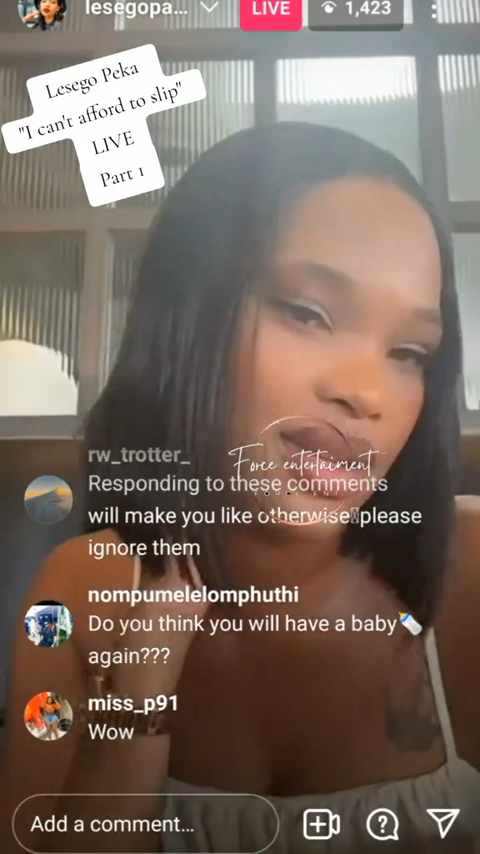 lesegopa...
LIVE
1,423
Lesego Peka
"I can't afford to slip"
LIVE
Part 1
rw_trotter_
Responding to these comments
will make you like otherwise please
ignore them
Force entertaiment
nompumelelomphuthi
Do you think you will have a baby🍼
again???
miss_p91
Wow
Add a comment...